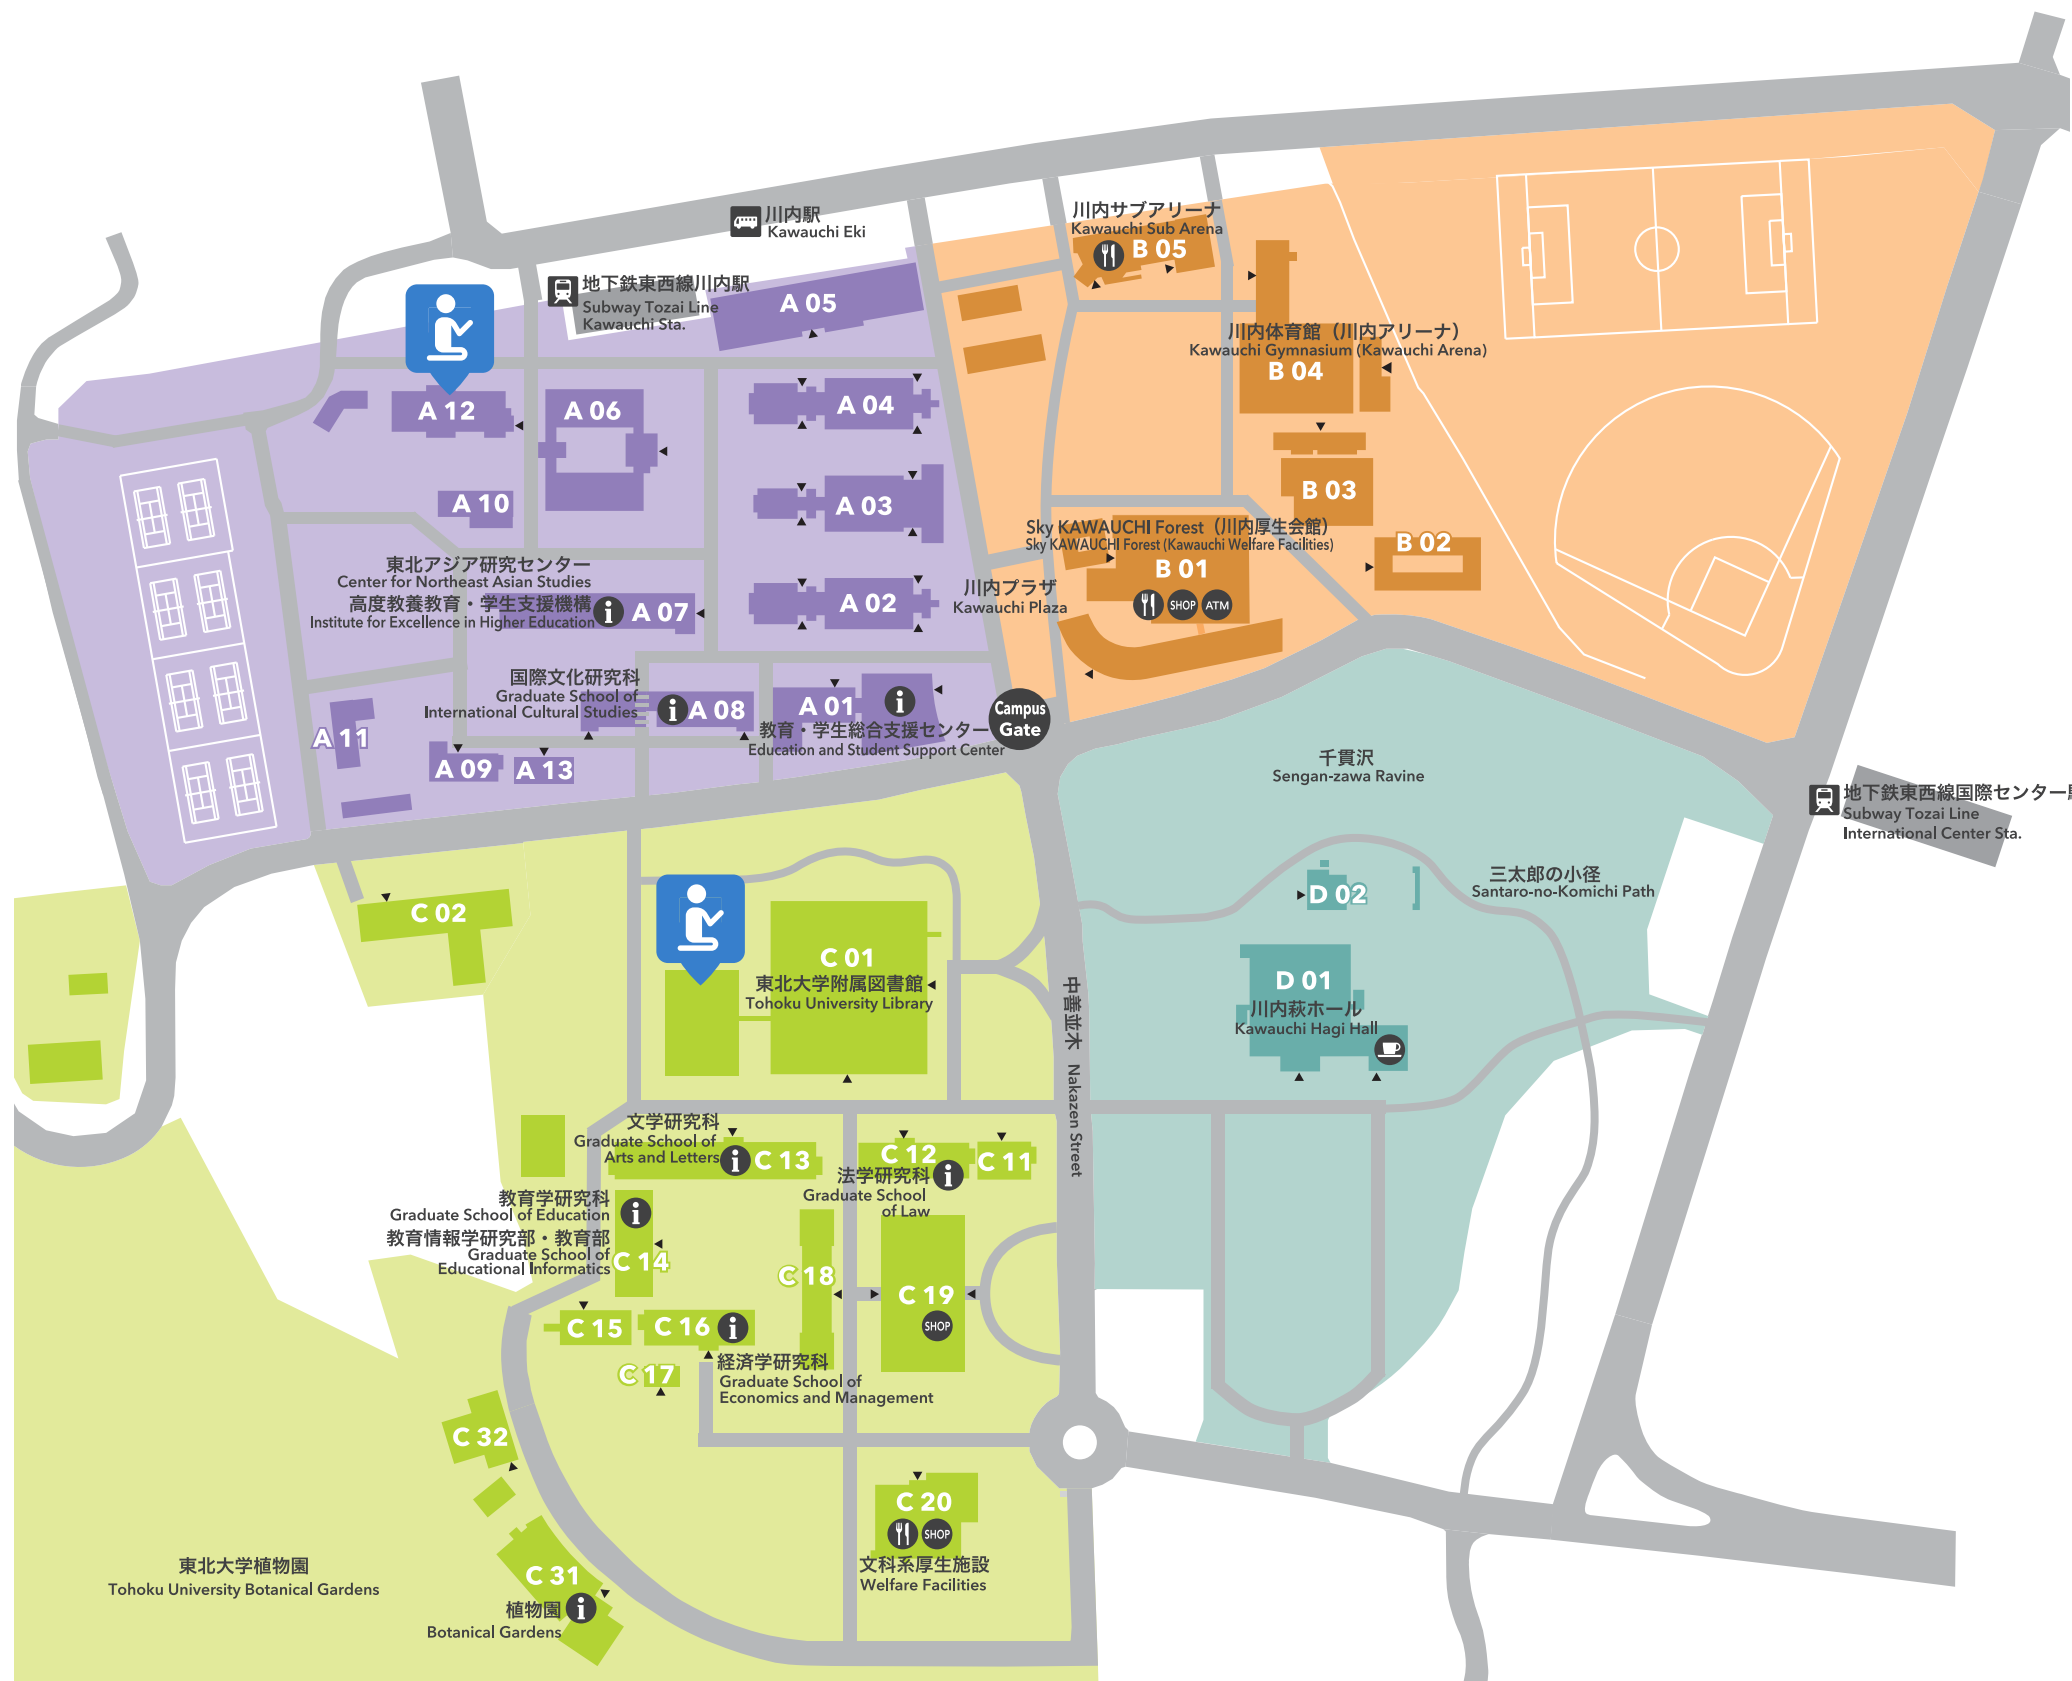 川内駅
Kawauchi Eki
地下鉄東西線川内駅
Subway Tozai Line
Kawauchi Sta.
A 05
川内サブアリーナ
Kawauchi Sub Arena
B 05
川内体育館（川内アリーナ）
Kawauchi Gymnasium (Kawauchi Arena)
B 04
A 12
A 06
A 04
A 10
A 03
B 03
Sky KAWAUCHI Forest（川内厚生会館）
Sky KAWAUCHI Forest (Kawauchi Welfare Facilities)
B 01
SHOP
ATM
B 02
東北アジア研究センター
Center for Northeast Asian Studies
高度教養教育・学生支援機構
Institute for Excellence in Higher Education
i
A 07
A 02
川内プラザ
Kawauchi Plaza
国際文化研究科
Graduate School of
International Cultural Studies
i
A 08
A 01
i
教育・学生総合支援センター
Education and Student Support Center
Campus
Gate
A 11
A 09
A 13
千貫沢
Sengan-zawa Ravine
地下鉄東西線国際センター
Subway Tozai Line
International Center Sta.
C 02
C 01
東北大学附属図書館
Tohoku University Library
D 02
三太郎の小径
Santaro-no-Komichi Path
D 01
川内萩ホール
Kawauchi Hagi Hall
中善並木 Nakazen Street
文学研究科
Graduate School of
Arts and Letters
i
C 13
C 12
i
C 11
法学研究科
Graduate School
of Law
教育学研究科
Graduate School of Education
i
教育情報学研究部・教育部
Graduate School of
Educational Informatics
C 14
C 18
C 19
SHOP
C 15
C 16
i
C 17
経済学研究科
Graduate School of
Economics and Management
C 32
C 20
SHOP
文科系厚生施設
Welfare Facilities
C 31
i
植物園
Botanical Gardens
東北大学植物園
Tohoku University Botanical Gardens